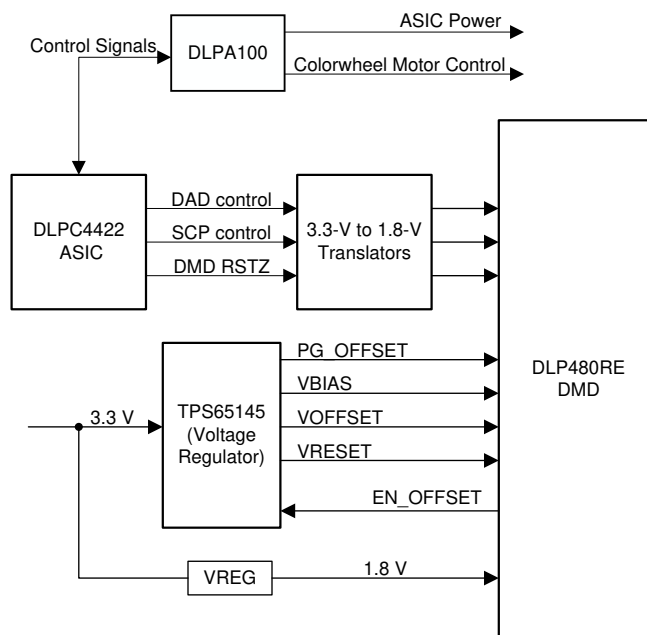 ASIC Power
Control Signals
DLPA100
Colorwheel Motor Control
DLPC4422
ASIC
DAD control
SCP control
DMD RSTZ
3.3-V to 1.8-V
Translators
DLP480RE
DMD
3.3 V
TPS65145
(Voltage
Regulator)
PG_OFFSET
VBIAS
VOFFSET
VRESET
EN_OFFSET
VREG
1.8 V